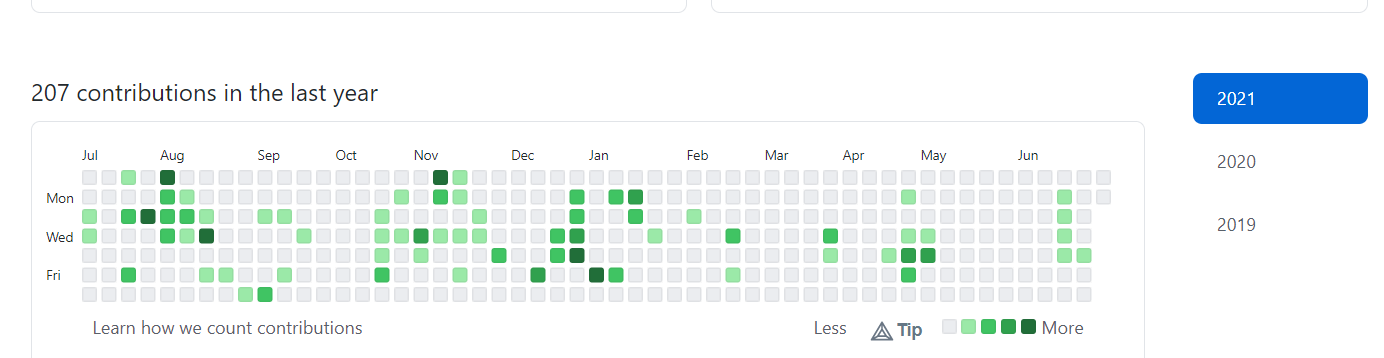 207 contributions in the last year
2021
2020
2019
Jul Aug Sep Oct Nov Dec Jan Feb Mar Apr May Jun
Mon
Wed
Fri
Learn how we count contributions
Less Tip More